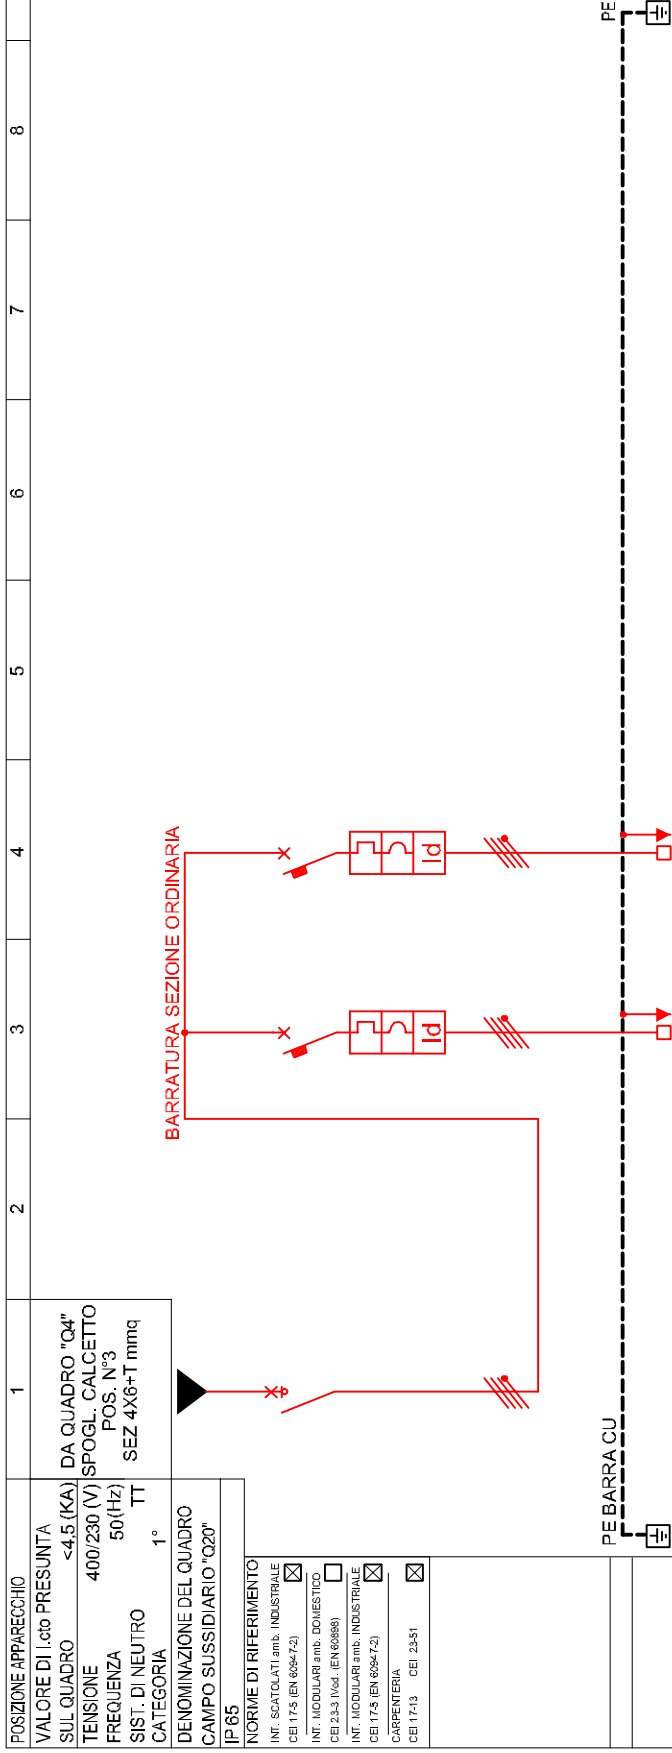 POSIZIONE APPARECCHIO
1
2
3
4
5
6
7
8
VALORE DI I.cto PRESUNTA
SUL QUADRO <4,5 (KA)
TENSIONE 400/230 (V)
FREQUENZA 50(Hz)
SIST. DI NEUTRO TT
CATEGORIA 1°
DA QUADRO "Q4"
SPOGL. CALCETTO
POS. N°3
SEZ 4X6+T mmq
DENOMINAZIONE DEL QUADRO
CAMPO SUSSIDIARIO "Q20"
IP 65
NORME DI RIFERIMENTO
INT. SCATOLATI amb. INDUSTRIALE
CEI 17-5 (EN 60947-2)
INT. MODULARI amb. DOMESTICO
CEI 23-3 IVed. (EN 60898)
INT. MODULARI amb. INDUSTRIALE
CEI 17-5 (EN 60947-2)
CARPENTERIA
CEI 17-13 CEI 23-51
BARRATURA SEZIONE ORDINARIA
Id
Id
PE BARRA CU
PE